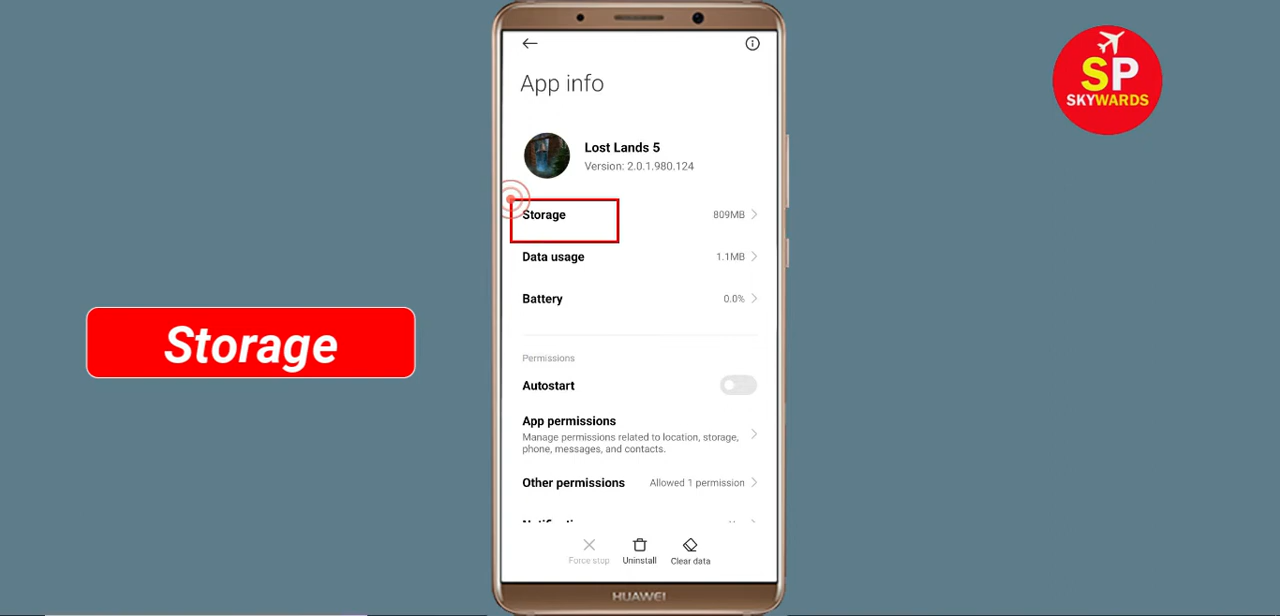 SP
SKYWARDS
App info
Lost Lands 5
Version: 2.0.1.980.124
Storage 809MB
Data usage 1.1MB
Battery 0.0%
Storage
Permissions
Autostart
App permissions
Manage permissions related to location, storage,
phone, messages, and contacts.
Other permissions Allowed 1 permission
Force stop Uninstall Clear data
HUAWEI